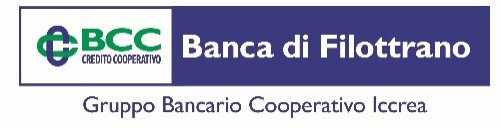 BCC
CREDITO COOPERATIVO
Banca di Filottrano
Gruppo Bancario Cooperativo Iccrea